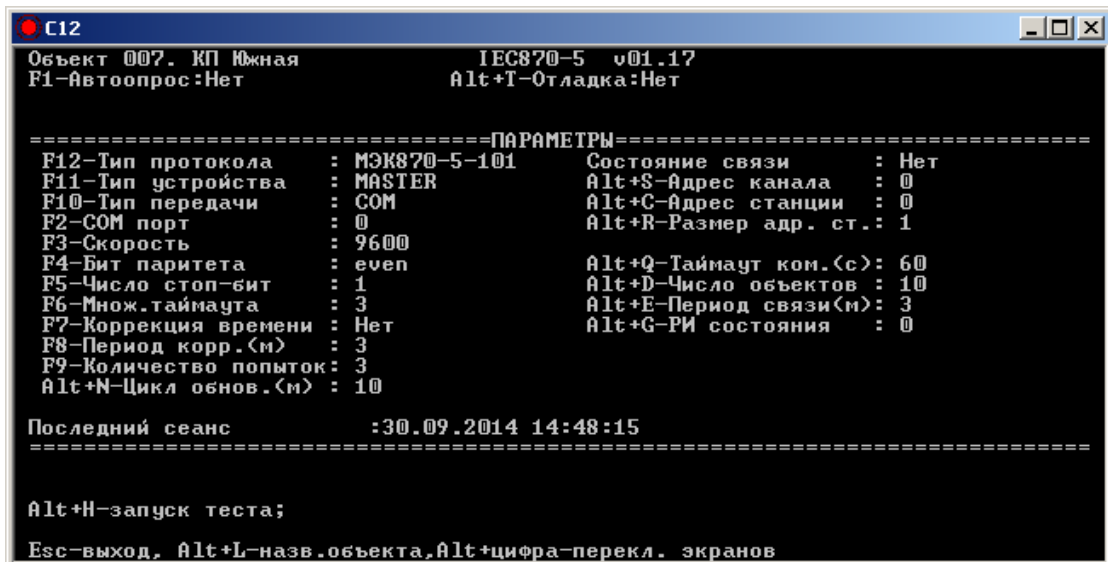 C12
Объект 007. КП Южная IEC870-5 v01.17
F1-Автоопрос:Нет Alt+T-Отладка:Нет
==================================ПАРАМЕТРЫ===================================
F12-Тип протокола : МЭК870-5-101 Состояние связи : Нет
F11-Тип устройства : MASTER Alt+S-Адрес канала : 0
F10-Тип передачи : COM Alt+C-Адрес станции : 0
F2-COM порт : 0 Alt+R-Размер адр. ст.: 1
F3-Скорость : 9600
F4-Бит паритета : even Alt+Q-Таймаут ком.(с): 60
F5-Число стоп-бит : 1 Alt+D-Число объектов : 10
F6-Множ.таймаута : 3 Alt+E-Период связи(м): 3
F7-Коррекция времени : Нет Alt+G-РИ состояния : 0
F8-Период корр.(м) : 3
F9-Количество попыток: 3
Alt+N-Цикл обнов.(м) : 10
Последний сеанс :30.09.2014 14:48:15
==============================================================================
Alt+H-запуск теста;
Esc-выход, Alt+L-назв.объекта,Alt+цифра-перекл. экранов